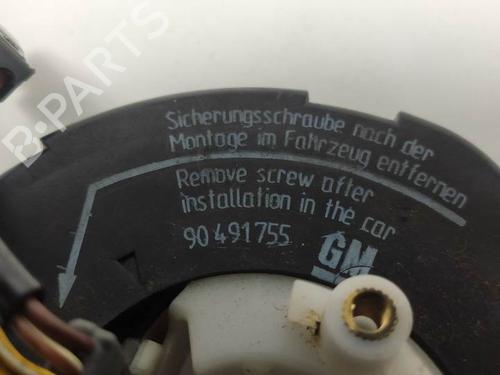 B-PARTS
Sicherungsschraube nach der
Montage im Fahrzeug entfernen
Remove screw after
installation in the car
90 491755
GM